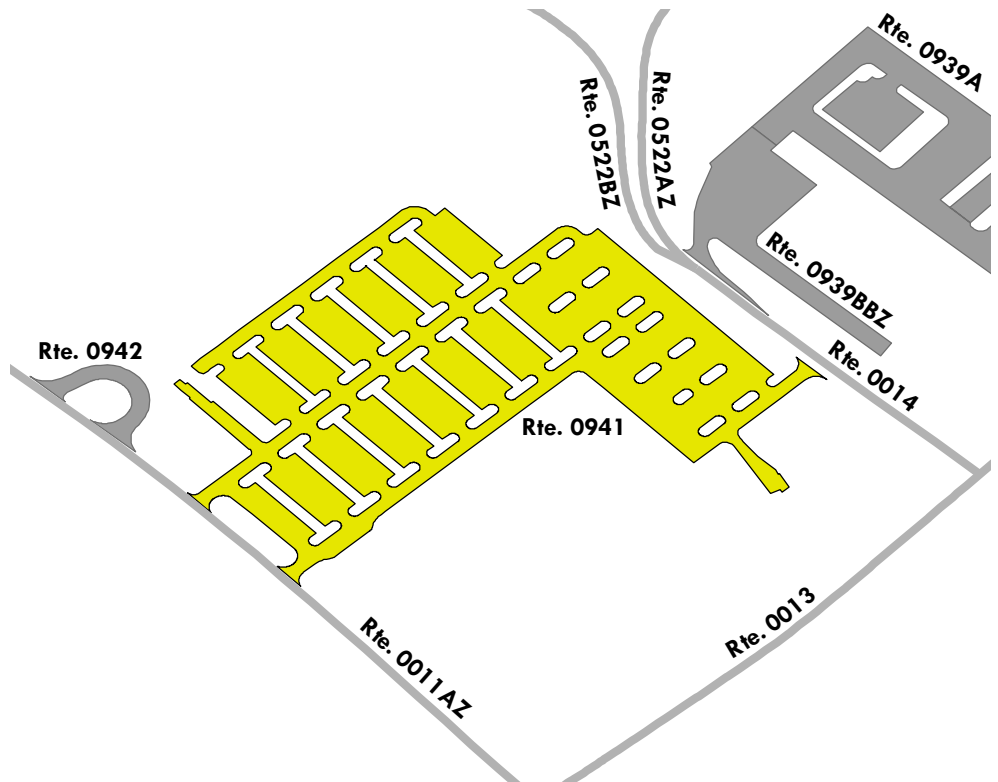 Rte. 0939A
Rte. 0522BZ
Rte. 0522AZ
Rte. 0939BBZ
Rte. 0942
Rte. 0014
Rte. 0941
Rte. 0013
Rte. 0011AZ